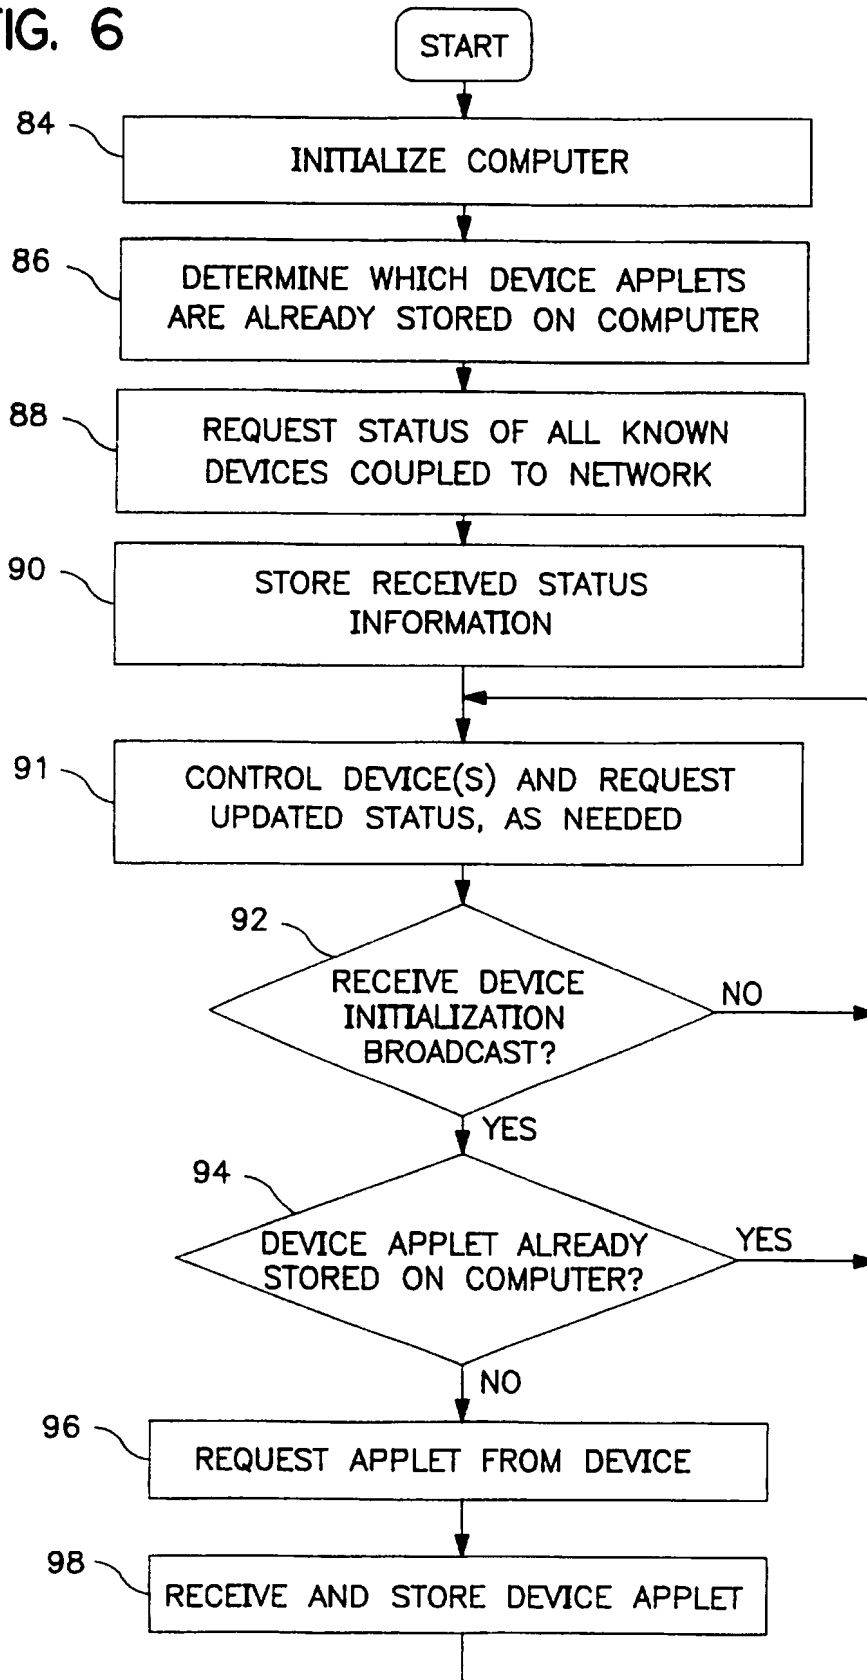 FIG. 6
START
84
INITIALIZE COMPUTER
86
DETERMINE WHICH DEVICE APPLETS
ARE ALREADY STORED ON COMPUTER
88
REQUEST STATUS OF ALL KNOWN
DEVICES COUPLED TO NETWORK
90
STORE RECEIVED STATUS
INFORMATION
91
CONTROL DEVICE(S) AND REQUEST
UPDATED STATUS, AS NEEDED
92
RECEIVE DEVICE
INITIALIZATION
BROADCAST?
NO
YES
94
DEVICE APPLET ALREADY
STORED ON COMPUTER?
YES
NO
96
REQUEST APPLET FROM DEVICE
98
RECEIVE AND STORE DEVICE APPLET